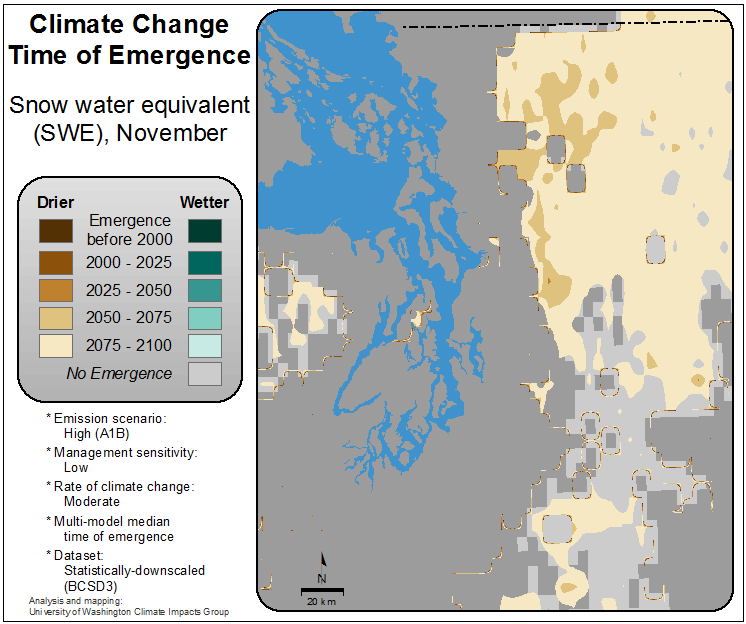 Climate Change
Time of Emergence
Snow water equivalent
(SWE), November
Drier
Wetter
Emergence
before 2000
2000 - 2025
2025 - 2050
2050 - 2075
2075 - 2100
No Emergence
* Emission scenario:
High (A1B)
* Management sensitivity:
Low
* Rate of climate change:
Moderate
* Multi-model median
time of emergence
* Dataset:
Statistically-downscaled
(BCSD3)
Analysis and mapping:
University of Washington Climate Impacts Group
N
20 km